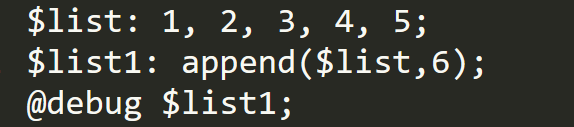 $list: 1, 2, 3, 4, 5;
$list1: append($list,6);
@debug $list1;